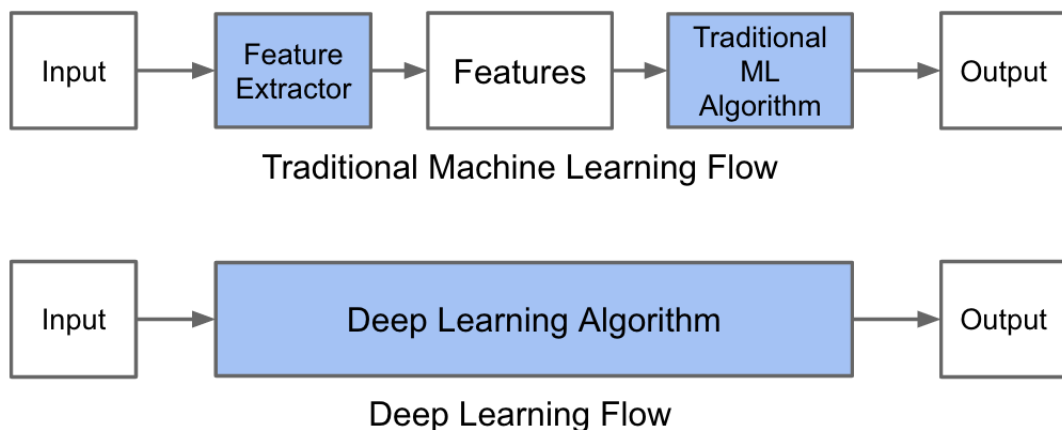 Input
Feature
Extractor
Features
Traditional
ML
Algorithm
Output
Traditional Machine Learning Flow
Input
Deep Learning Algorithm
Output
Deep Learning Flow